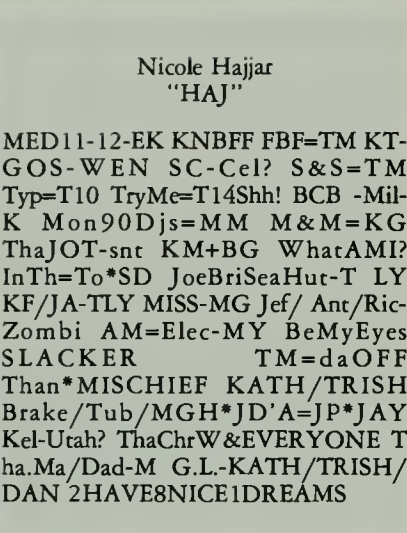 Nicole Hajjar
"HAJ"
MED11-12-EK KNBFF FBF=TM KT-
GOS-WEN SC-Cel? S&S=TM
Typ=T10 TryMe=T14Shh! BCB -Mil-
K Mon90Djs=MM M&M=KG
ThaJOT-snt KM+BG WhatAMI?
InTh=To*SD JoeBriSeaHut-T LY
KF/JA-TLY MISS-MG Jef/ Ant/Ric-
Zombi AM=Elec-MY BeMyEyes
SLACKER TM=daOFF
Than*MISCHIEF KATH/TRISH
Brake/Tub/MGH*JD'A=JP*JAY
Kel-Utah? ThaChrW&EVERYONE T
ha.Ma/Dad-M G.L.-KATH/TRISH/
DAN 2HAVE8NICE1DREAMS